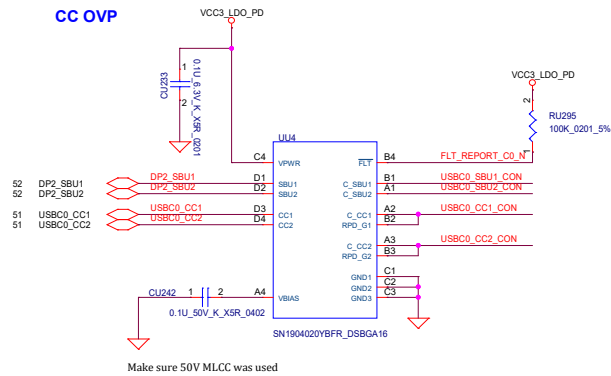 CC OVP
VCC3_LDO_PD
1
2
CU233
0.1U_6.3V_K_X5R_0201
VCC3_LDO_PD
2
RU295
100K_0201_5%
1
UU4
C4 VPWR FLT B4 FLT_REPORT_C0_N
52 DP2_SBU1 DP2_SBU1 D1 SBU1 C_SBU1 B1 USBC0_SBU1_CON
52 DP2_SBU2 DP2_SBU2 D2 SBU2 C_SBU2 A1 USBC0_SBU2_CON
51 USBC0_CC1 USBC0_CC1 D3 CC1 C_CC1 A2 USBC0_CC1_CON
51 USBC0_CC2 USBC0_CC2 D4 CC2 RPD_G1 B2
C_CC2 A3 USBC0_CC2_CON
RPD_G2 B3
GND1 C1
GND2 C2
GND3 C3
CU242 1 2 A4 VBIAS
0.1U_50V_K_X5R_0402
SN1904020YBFR_DSBGA16
Make sure 50V MLCC was used